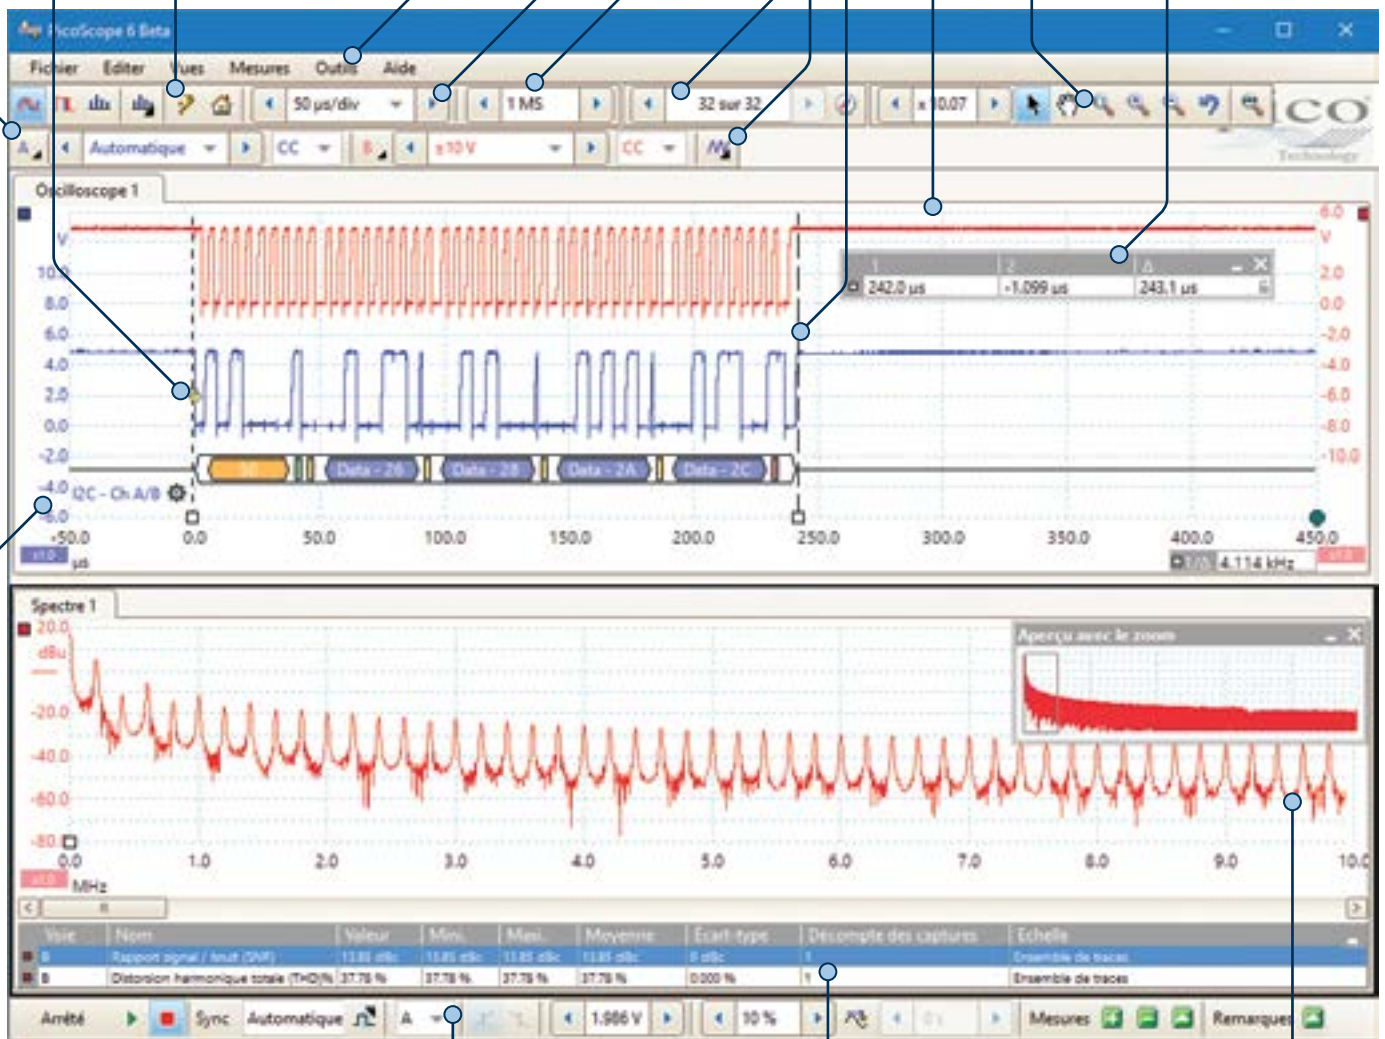 PicoScope 6 Beta
Fichier Editer Vues Mesures Outils Aide
50 µs/div 1 MS 32 sur 32 x 10.07
A Automatique CC B ±10 V CC
ico
Technology
Oscilloscope 1
V
10.0
8.0
6.0
4.0
2.0
0.0
-2.0
-4.0
-6.0
6.0
V
2.0
0.0
-2.0
-4.0
-6.0
-8.0
-10.0
1 2 Δ
242.0 µs -1.099 µs 243.1 µs
Data - 26 Data - 28 Data - 2A Data - 2C
I2C - Ch A/B
-50.0 0.0 50.0 100.0 150.0 200.0 250.0 300.0 350.0 400.0 450.0
x1.0 µs
4.114 kHz x1.0
Spectre 1
20.0
dBu
-20.0
-40.0
-60.0
-80.0
Aperçu avec le zoom
0.0 1.0 2.0 3.0 4.0 5.0 6.0 7.0 8.0 9.0 10.0
x1.0 MHz
Voie Nom Valeur Mini. Maxi. Moyenne Écart-type Décompte des captures Echelle
B Rapport signal / bruit (SNR) 13.85 dBc 13.85 dBc 13.85 dBc 13.85 dBc 0 dBc 1 Ensemble de traces
B Distorsion harmonique totale (THD)% 37.78 % 37.78 % 37.78 % 37.78 % 0.000 % 1 Ensemble de traces
Arrêté Sync Automatique A 1.986 V 10 % 0 s Mesures Remarques